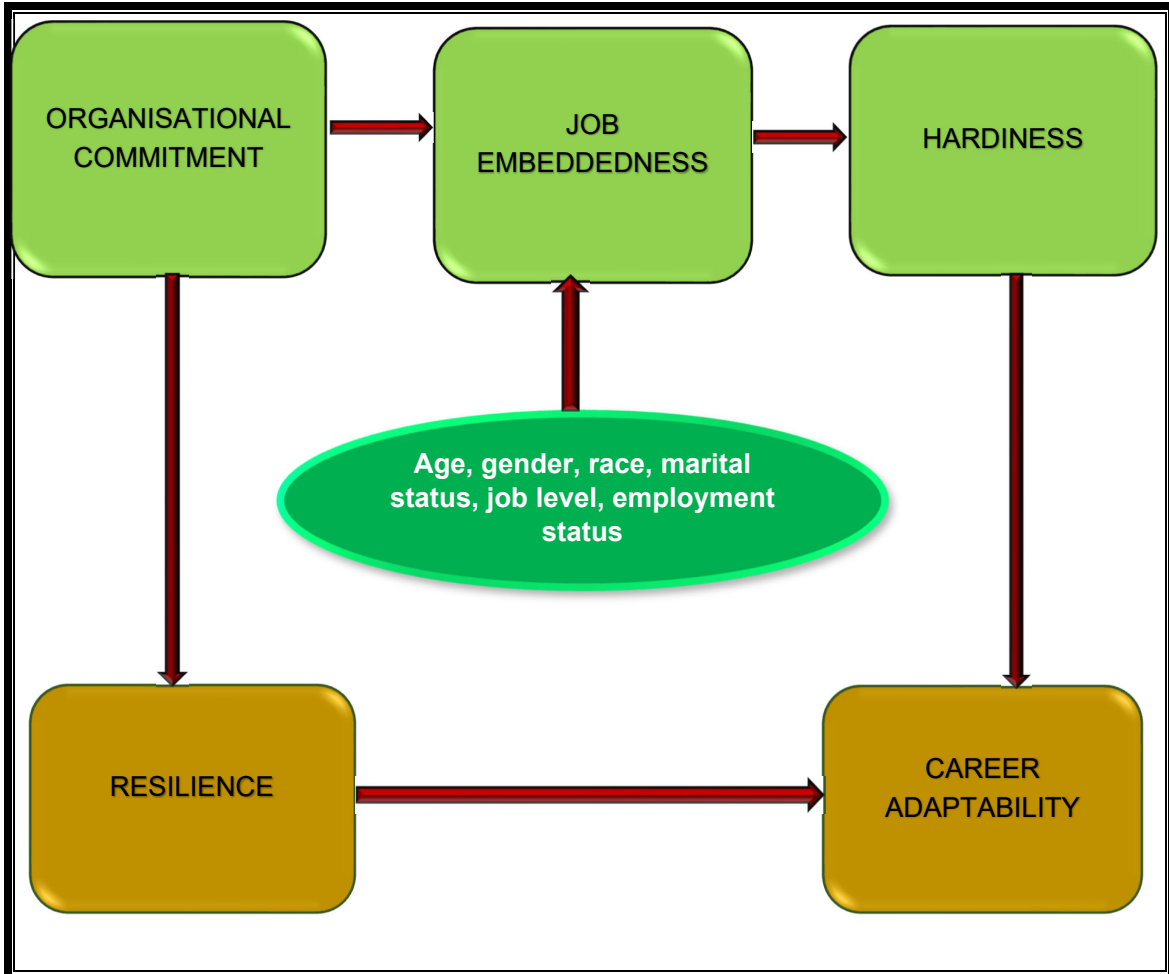 ORGANISATIONAL
COMMITMENT
JOB
EMBEDDEDNESS
HARDINESS
Age, gender, race, marital
status, job level, employment
status
RESILIENCE
CAREER
ADAPTABILITY